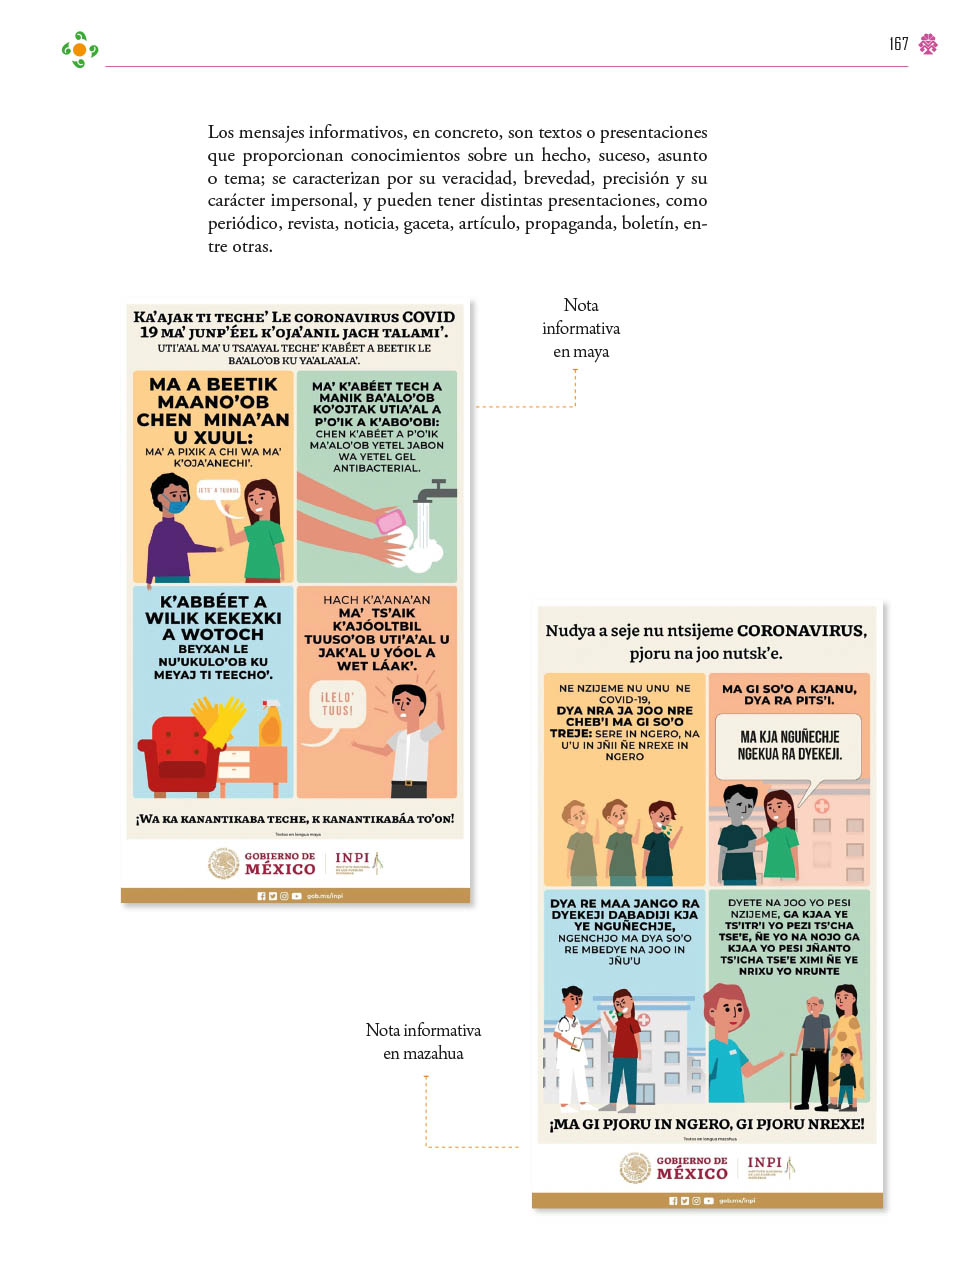 167
Los mensajes informativos, en concreto, son textos o presentaciones
que proporcionan conocimientos sobre un hecho, suceso, asunto
o tema; se caracterizan por su veracidad, brevedad, precisión y su
carácter impersonal, y pueden tener distintas presentaciones, como
periódico, revista, noticia, gaceta, artículo, propaganda, boletín, en-
tre otras.
Nota
informativa
en maya
KA’AJAK TI TECHE’ LE CORONAVIRUS COVID
19 MA’ JUNP’ÉEL K’OJA’ANIL JACH TALAMI’.
UTI’A’AL MA’ U TSA’AYAL TECHE’ K’ABÉET A BEETIK LE
BA’ALO’OB KU YA’ALA’ALA’.
MA A BEETIK
MAANO’OB
CHEN MINA’AN
U XUUL:
MA’ A PIXIK A CHI WA MA’
K’OJA’ANECHI’.
MA’ K’ABÉET TECH A
MANIK BA’ALO’OB
KO’OJTAK UTIA’AL A
P’O’IK A K’ABO’OBI:
CHEN K’ABÉET A P’O’IK
MA’ALO’OB YETEL JABON
WA YETEL GEL
ANTIBACTERIAL.
K’ABBÉET A
WILIK KEKEXKI
A WOTOCH
BEYXAN LE
NU’UKULO’OB KU
MEYAJ TI TEECHO’.
HACH K’A’ANA’AN
MA’ TS’AIK
K’AJÓOLTBIL
TUUSO’OB UTI’A’AL U
JAK’AL U YÓOL A
WET LÁAK’.
¡LELO’
TUUS!
¡WA KA KANANTIKABA TECHE, K KANANTIKABÁA TO’ON!
Textos en lengua maya
GOBIERNO DE
MÉXICO
INPI
INSTITUTO NACIONAL
DE LOS PUEBLOS
INDÍGENAS
gob.mx/inpi
Nudya a seje nu ntsijeme CORONAVIRUS,
pjoru na joo nutsk’e.
NE NZIJEME NU UNU NE
COVID-19,
DYA NRA JA JOO NRE
CHEB’I MA GI SO’O
TREJE: SERE IN NGERO, NA
U’U IN JÑII ÑE NREXE IN
NGERO
MA GI SO’O A KJANU,
DYA RA PITS’I.
MA KJA NGUÑECHJE
NGEKUA RA DYEKEJI.
DYA RE MAA JANGO RA
DYEKEJI DABADIJI KJA
YE NGUÑECHJE,
NGENCHJO MA DYA SO’O
RE MBEDYE NA JOO IN
JÑU’U
DYETE NA JOO YO PESI
NZIJEME, GA KJAA YE
TS’ITR’I YO PEZI TS’CHA
TSE’E, ÑE YO NA NOJO GA
KJAA YO PESI JÑANTO
TS’ICHA TSE’E XIMI ÑE YE
NRIXU YO NRUNTE
¡MA GI PJORU IN NGERO, GI PJORU NREXE!
Textos en lengua mazahua
GOBIERNO DE
MÉXICO
INPI
INSTITUTO NACIONAL
DE LOS PUEBLOS
INDÍGENAS
gob.mx/inpi
Nota informativa
en mazahua